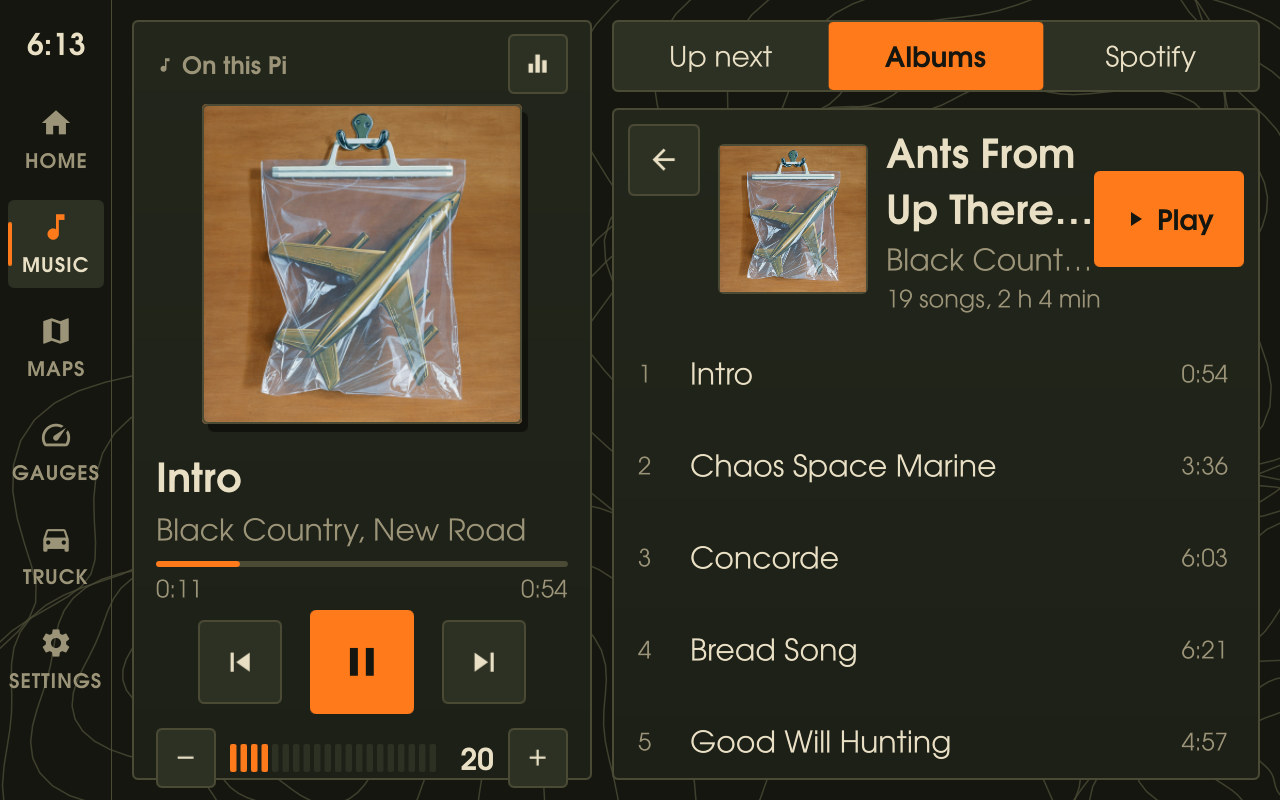 6:13
HOME
MUSIC
MAPS
GAUGES
TRUCK
SETTINGS
On this Pi
Intro
Black Country, New Road
0:11 0:54
20
Up next Albums Spotify
Ants From
Up There…
Black Count…
19 songs, 2 h 4 min
Play
1 Intro 0:54
2 Chaos Space Marine 3:36
3 Concorde 6:03
4 Bread Song 6:21
5 Good Will Hunting 4:57